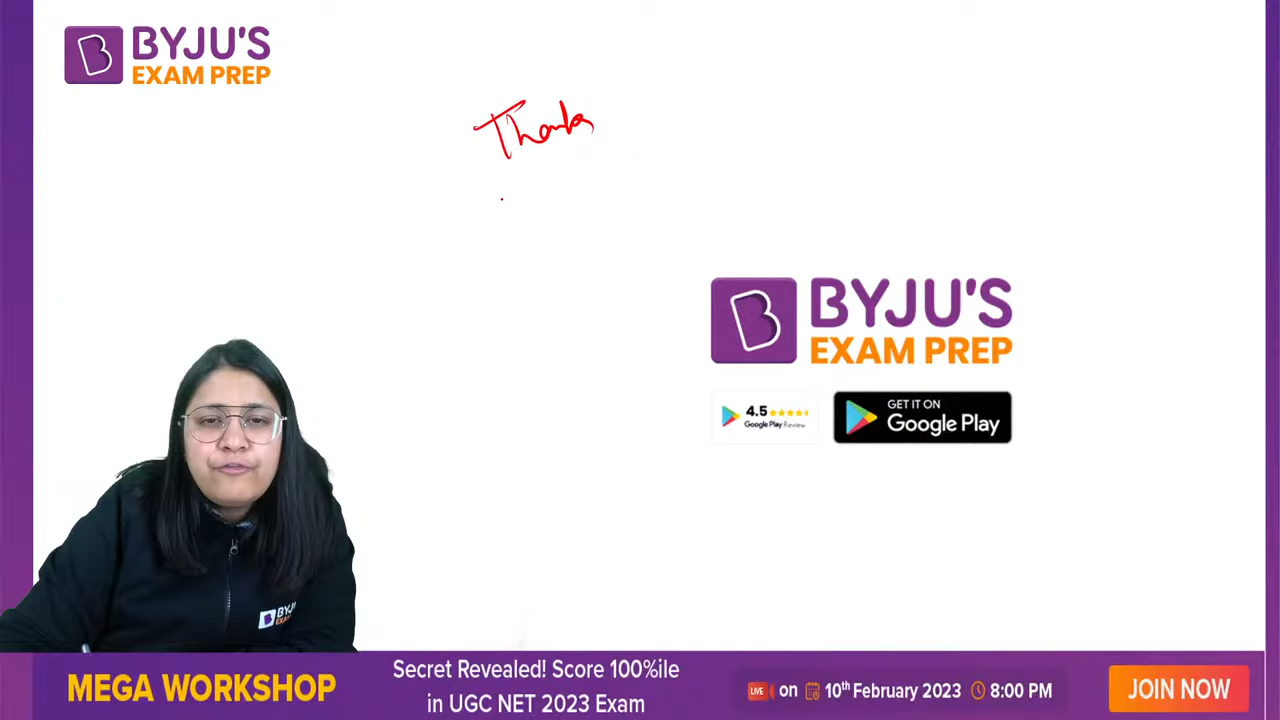 BYJU'S
EXAM PREP
Thanks
BYJU'S
EXAM PREP
4.5
Google Play Review
GET IT ON
Google Play
BYJU
EXAM
MEGA WORKSHOP
Secret Revealed! Score 100%ile
in UGC NET 2023 Exam
LIVE on 10th February 2023 8:00 PM
JOIN NOW